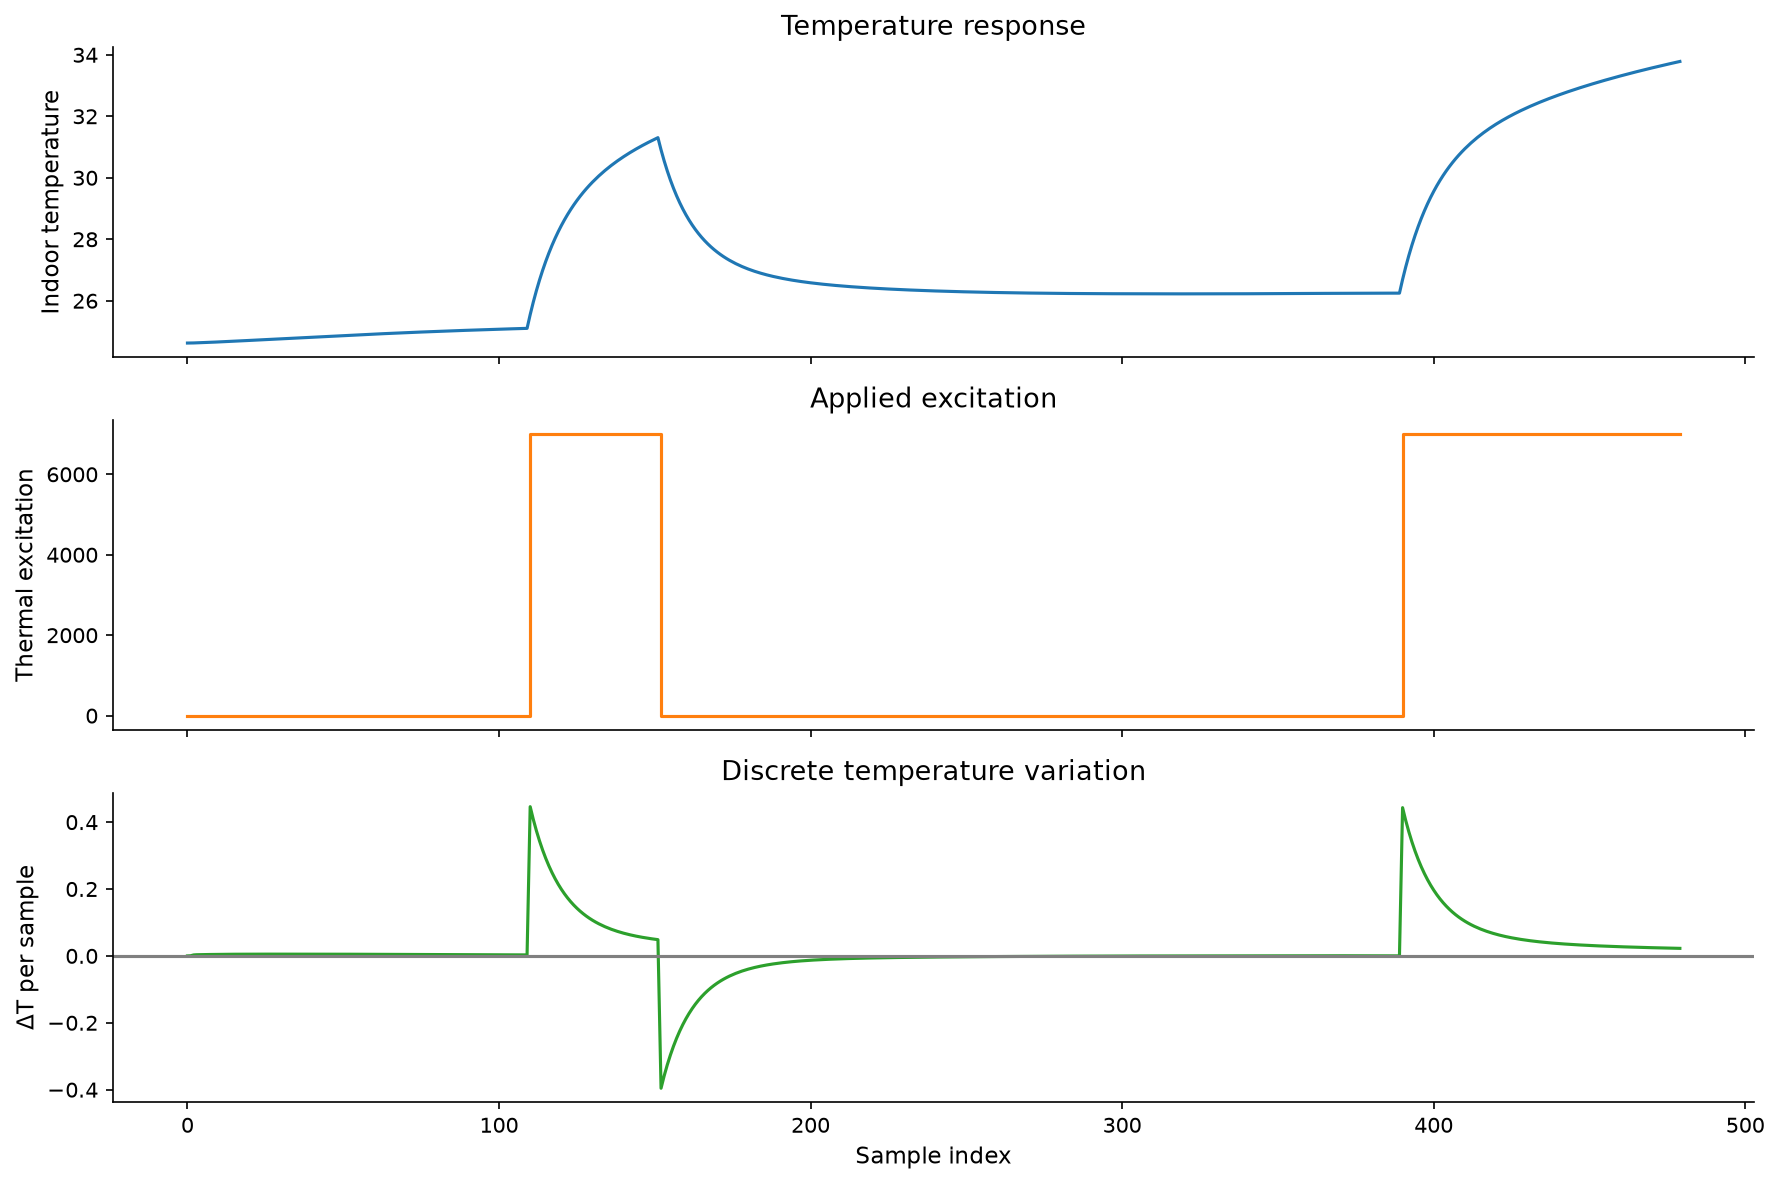 Temperature response
Indoor temperature
34
32
30
28
26
Applied excitation
Thermal excitation
6000
4000
2000
0
Discrete temperature variation
ΔT per sample
0.4
0.2
0.0
−0.2
−0.4
0 100 200 300 400 500
Sample index